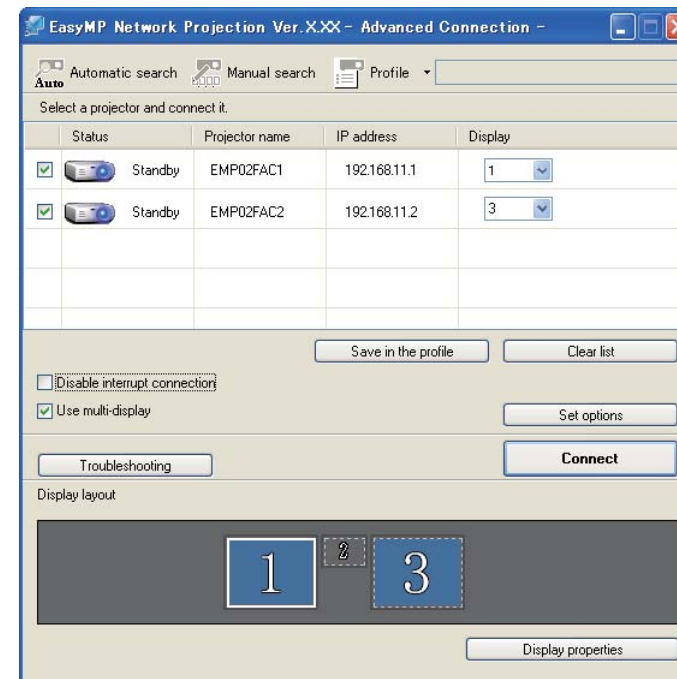 EasyMP Network Projection Ver.X.XX - Advanced Connection -
Auto Automatic search Manual search Profile
Select a projector and connect it.
Status Projector name IP address Display
Standby EMP02FAC1 192.168.11.1 1
Standby EMP02FAC2 192.168.11.2 3
Save in the profile Clear list
Disable interrupt connection
Use multi-display
Set options
Troubleshooting Connect
Display layout
1 2 3
Display properties